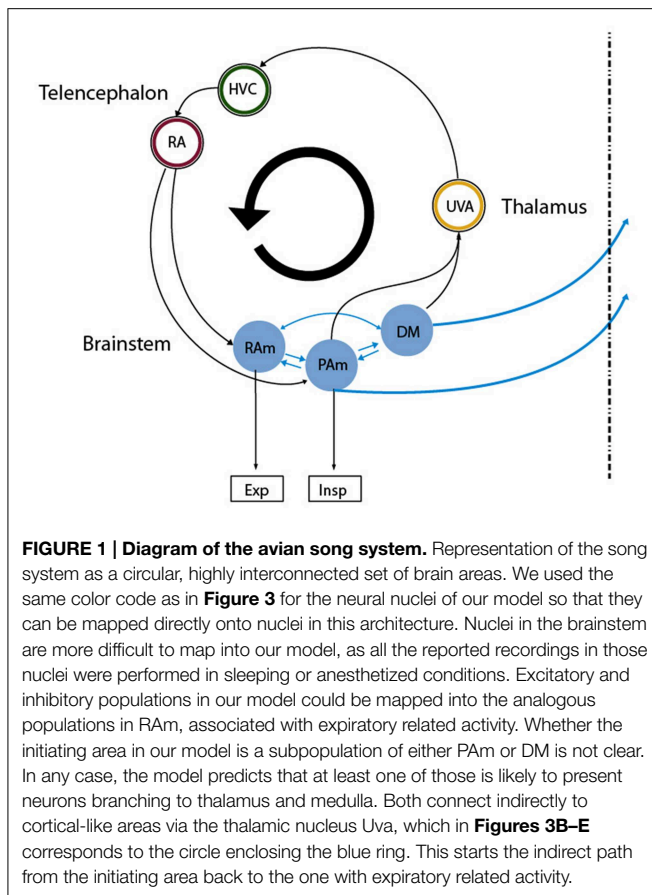 HVC
Telencephalon
RA
UVA
Thalamus
DM
RAm
Brainstem
PAm
Exp
Insp
FIGURE 1 | Diagram of the avian song system. Representation of the song
system as a circular, highly interconnected set of brain areas. We used the
same color code as in Figure 3 for the neural nuclei of our model so that they
can be mapped directly onto nuclei in this architecture. Nuclei in the brainstem
are more difficult to map into our model, as all the reported recordings in those
nuclei were performed in sleeping or anesthetized conditions. Excitatory and
inhibitory populations in our model could be mapped into the analogous
populations in RAm, associated with expiratory related activity. Whether the
initiating area in our model is a subpopulation of either PAm or DM is not clear.
In any case, the model predicts that at least one of those is likely to present
neurons branching to thalamus and medulla. Both connect indirectly to
cortical-like areas via the thalamic nucleus Uva, which in Figures 3B–E
corresponds to the circle enclosing the blue ring. This starts the indirect path
from the initiating area back to the one with expiratory related activity.